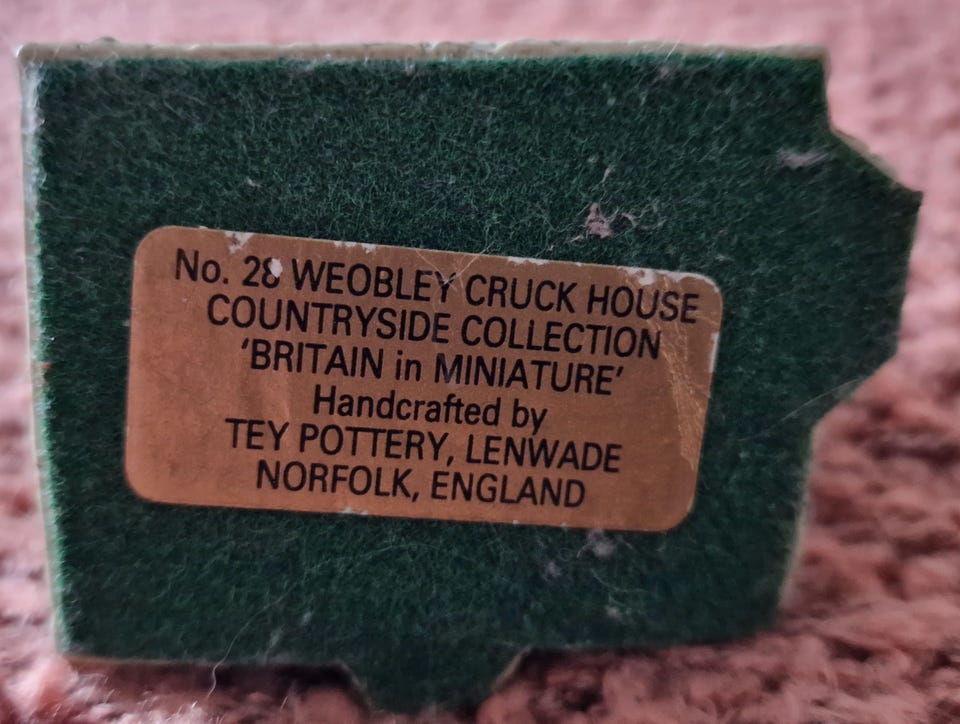 No. 28 WEOBLEY CRUCK HOUSE
COUNTRYSIDE COLLECTION
'BRITAIN in MINIATURE'
Handcrafted by
TEY POTTERY, LENWADE
NORFOLK, ENGLAND